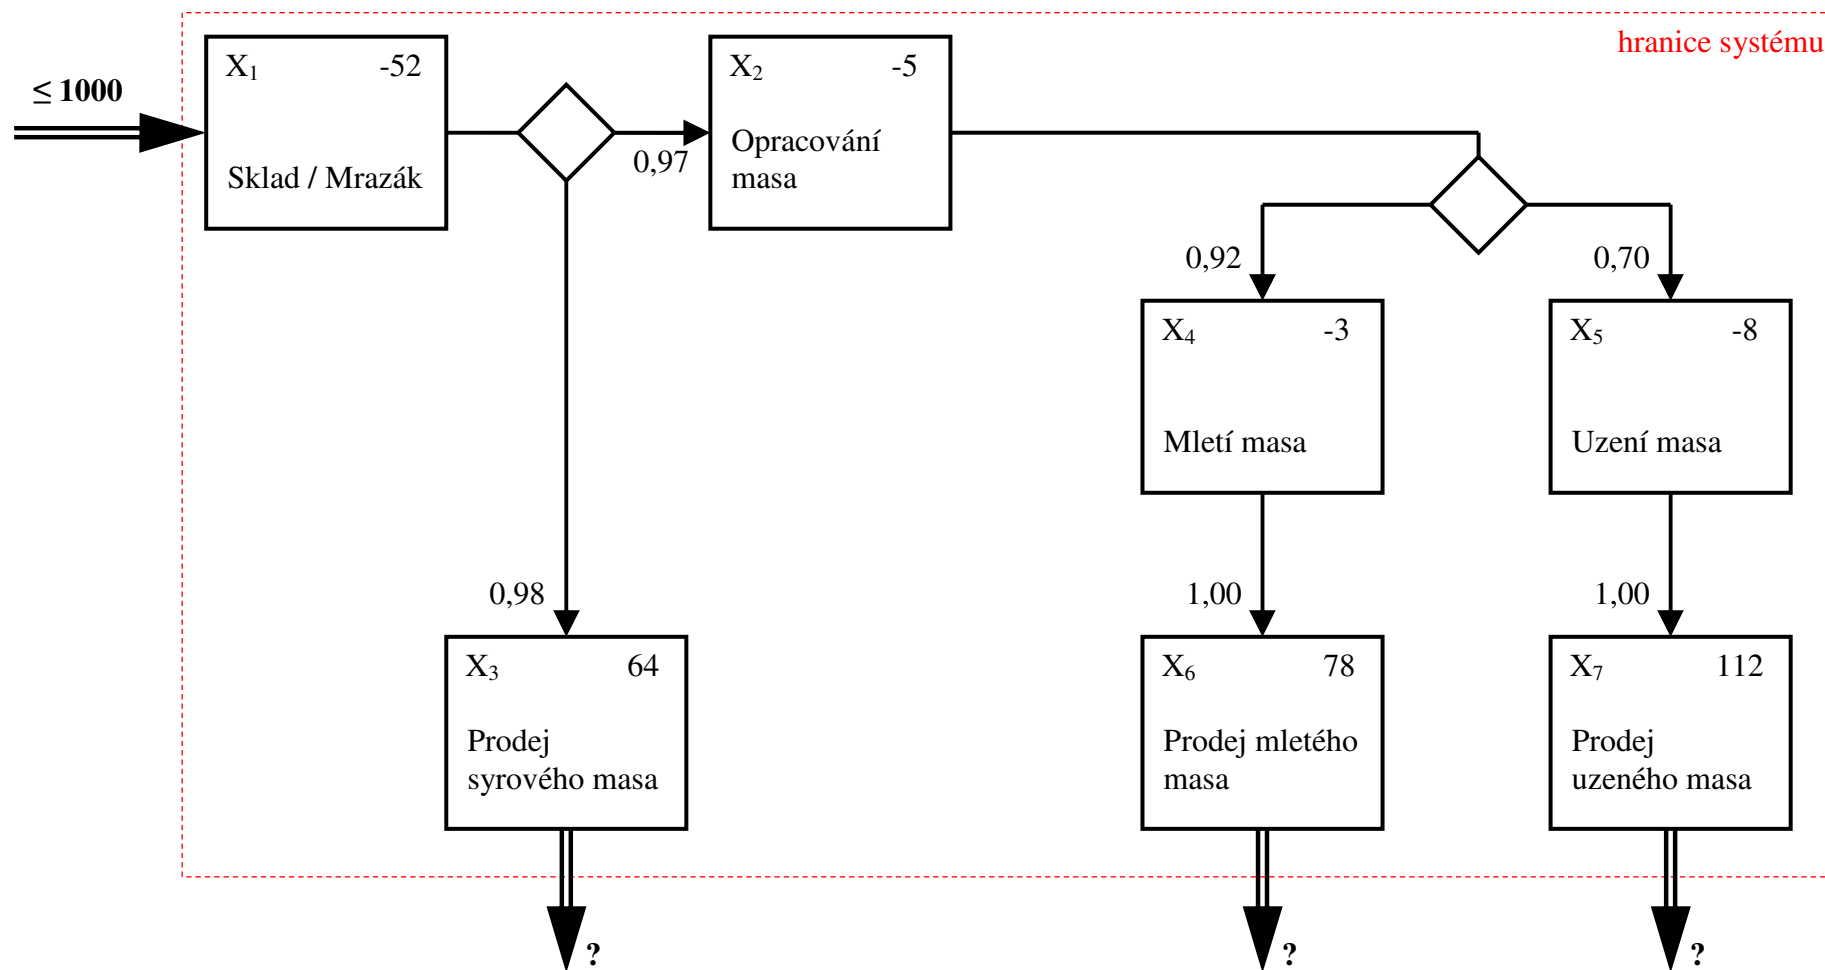 hranice systému
≤ 1000
X₁ -52
Sklad / Mrazák
0,97
X₂ -5
Opracování
masa
0,92
0,70
X₄ -3
Mletí masa
X₅ -8
Uzení masa
0,98
1,00
1,00
X₃ 64
Prodej
syrového masa
X₆ 78
Prodej mletého
masa
X₇ 112
Prodej
uzeného masa
?
?
?